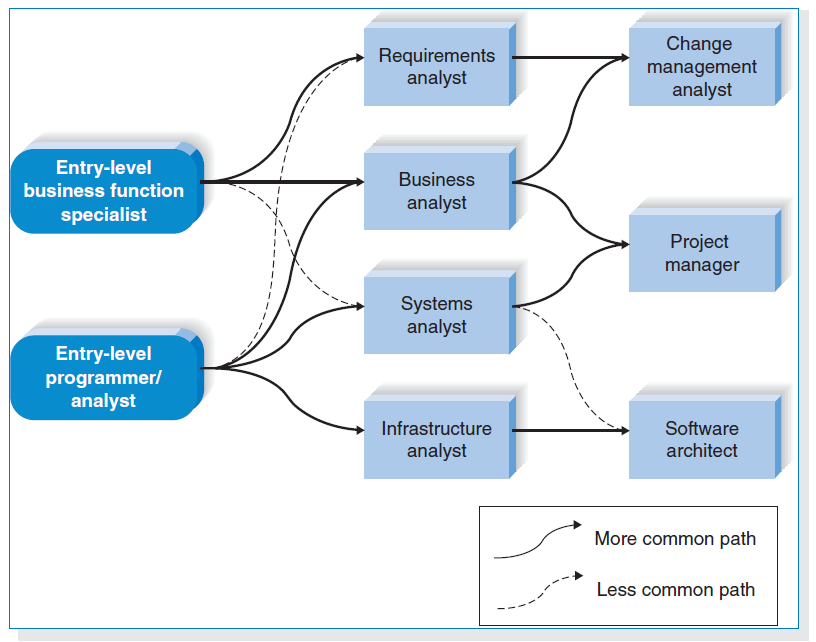 Requirements
analyst
Change
management
analyst
Entry-level
business function
specialist
Business
analyst
Project
manager
Systems
analyst
Entry-level
programmer/
analyst
Infrastructure
analyst
Software
architect
More common path
Less common path